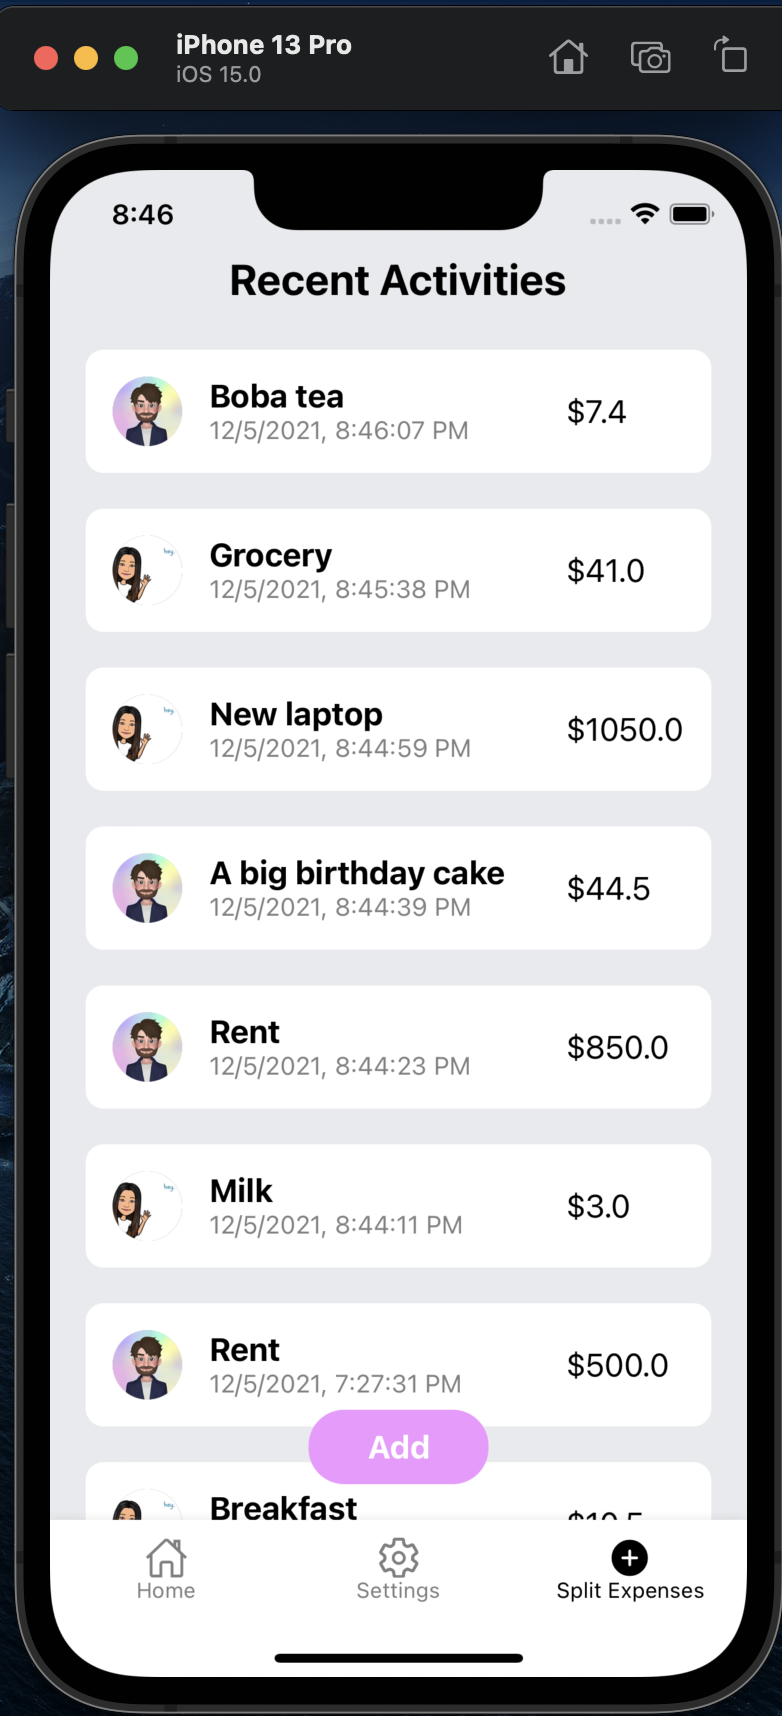 iPhone 13 Pro
iOS 15.0
8:46
Recent Activities
Boba tea
12/5/2021, 8:46:07 PM
$7.4
hey
Grocery
12/5/2021, 8:45:38 PM
$41.0
hey
New laptop
12/5/2021, 8:44:59 PM
$1050.0
A big birthday cake
12/5/2021, 8:44:39 PM
$44.5
Rent
12/5/2021, 8:44:23 PM
$850.0
hey
Milk
12/5/2021, 8:44:11 PM
$3.0
Rent
12/5/2021, 7:27:31 PM
$500.0
Add
hey
Breakfast
Home
Settings
Split Expenses